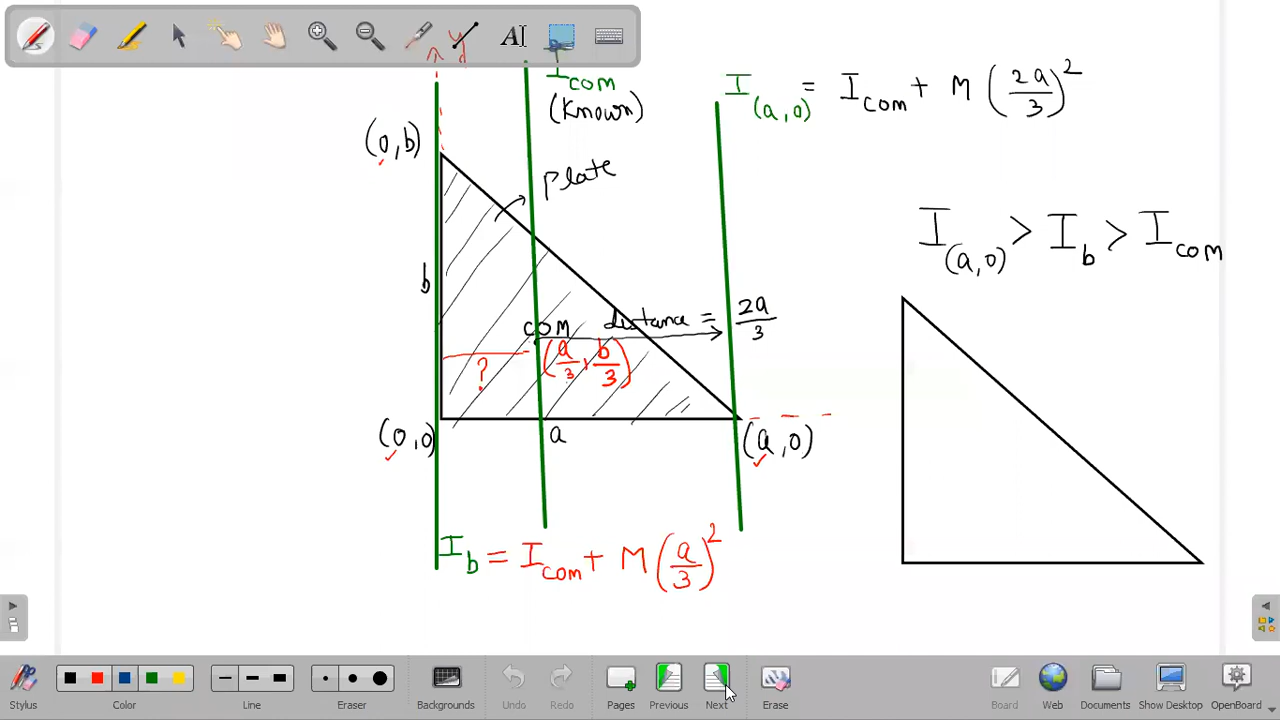 y
I com
(Known)
I (a,0) = I com + M (2a/3)^2
(0,b)
plate
I (a,0) > I b > I com
b
com
distance = 2a/3
?
(a/3, b/3)
(0,0)
a
(a,0)
I b = I com + M (a/3)^2
Stylus
Color
Line
Eraser
Backgrounds
Undo
Redo
Pages
Previous
Next
Erase
Board
Web
Documents
Show Desktop
OpenBoard